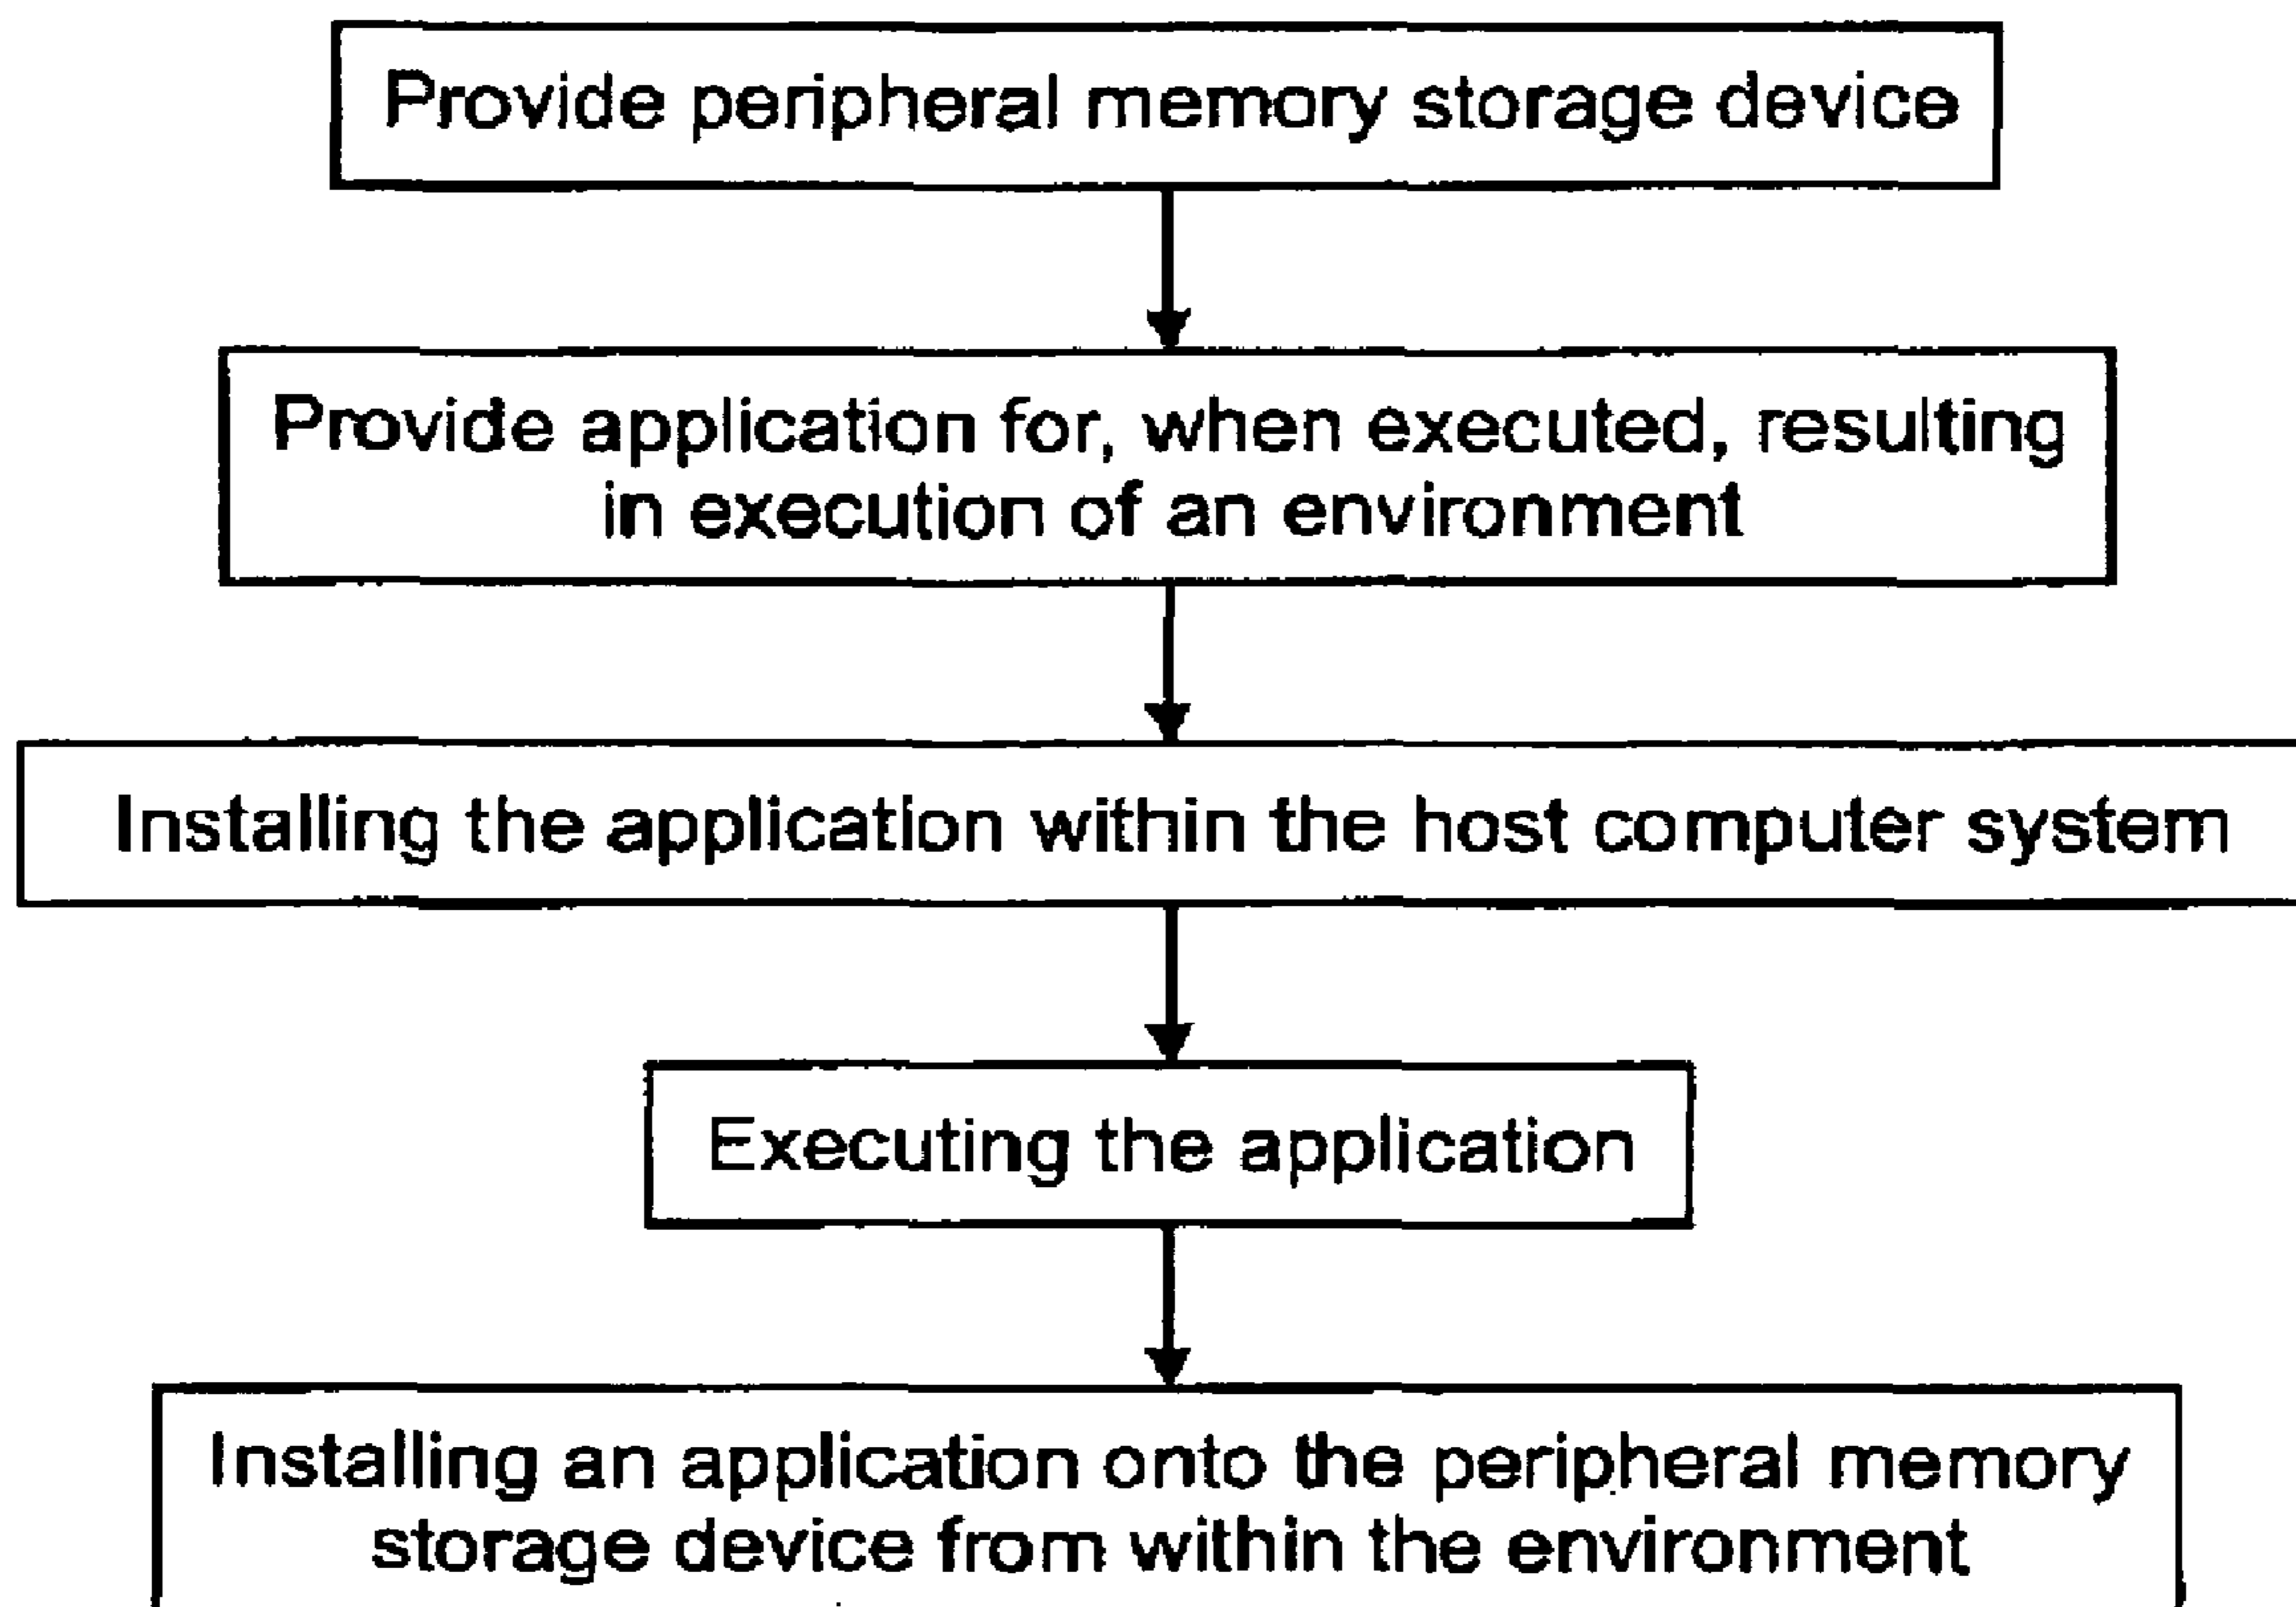 Provide peripheral memory storage device
Provide application for, when executed, resulting
in execution of an environment
Installing the application within the host computer system
Executing the application
Installing an application onto the peripheral memory
storage device from within the environment